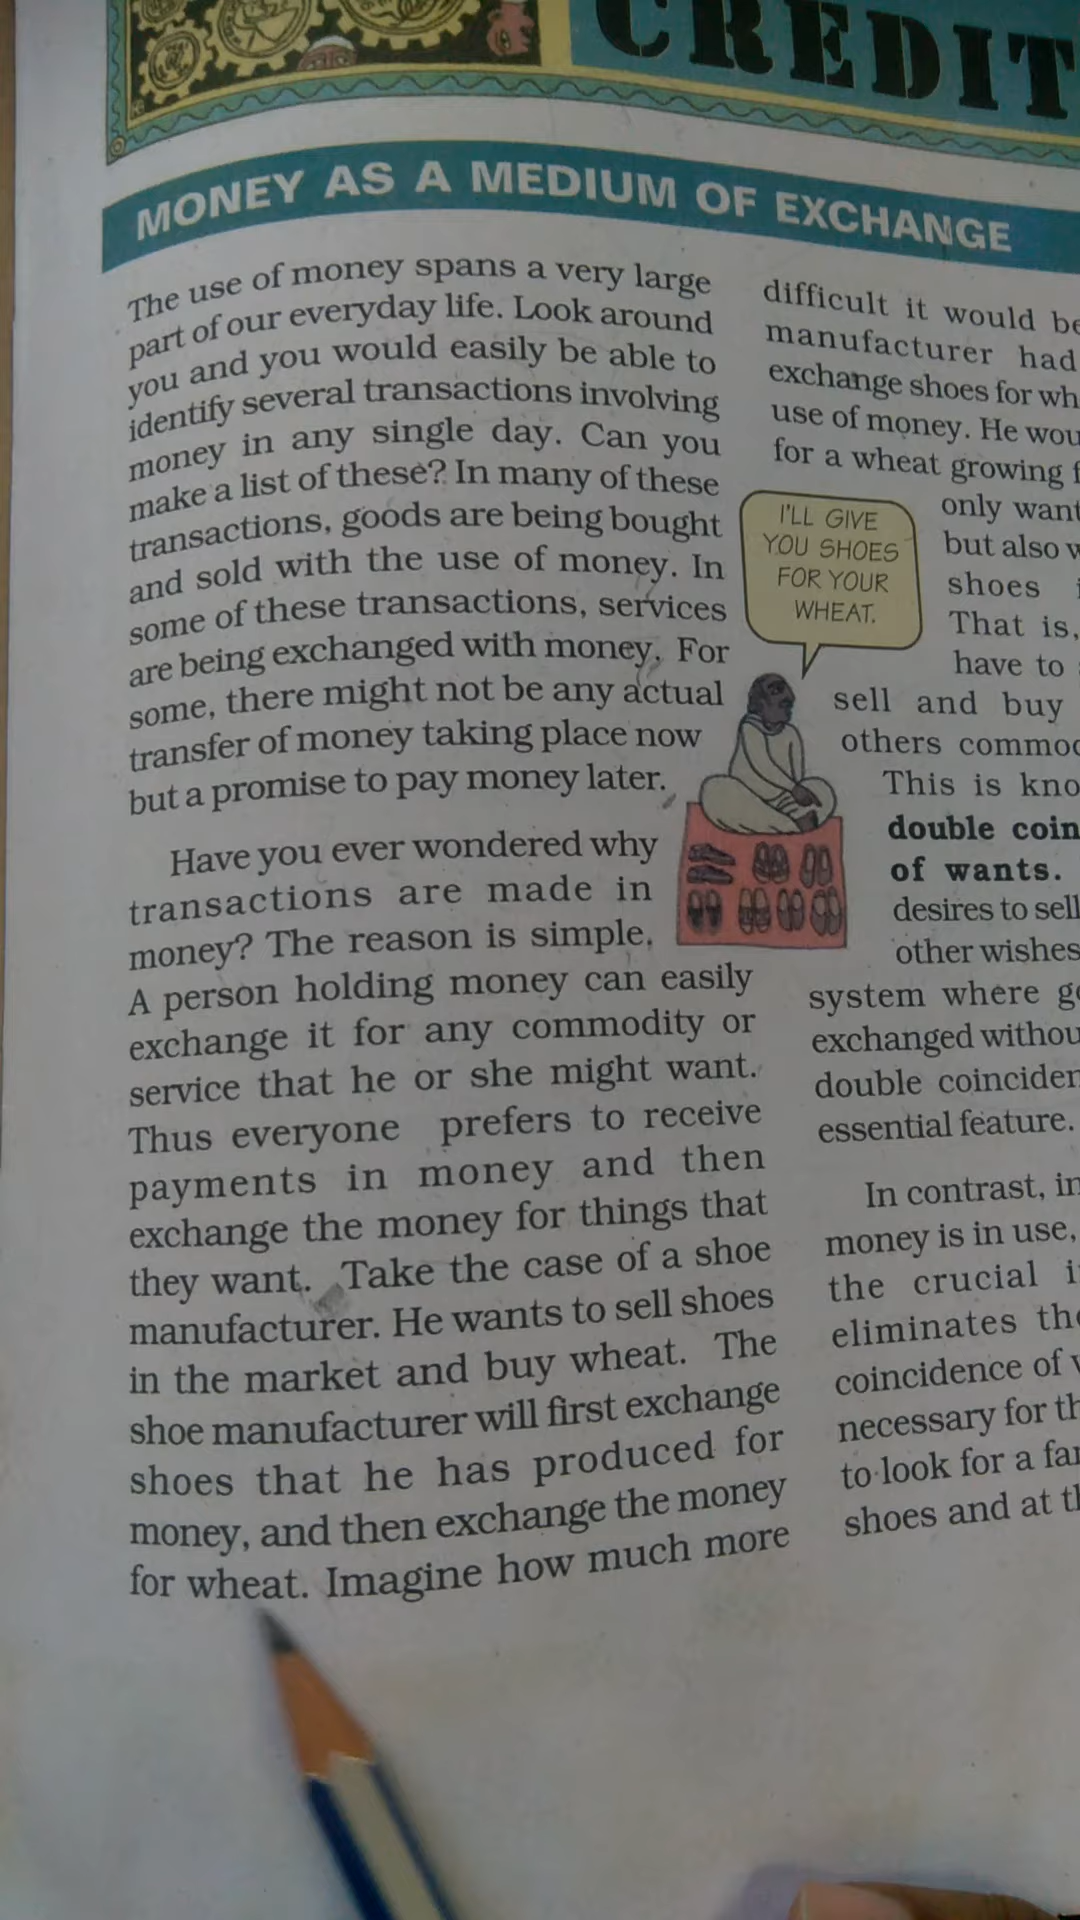 CREDIT
MONEY AS A MEDIUM OF EXCHANGE
The use of money spans a very large
part of our everyday life. Look around
you and you would easily be able to
identify several transactions involving
money in any single day. Can you
make a list of these? In many of these
transactions, goods are being bought
and sold with the use of money. In
some of these transactions, services
are being exchanged with money. For
some, there might not be any actual
transfer of money taking place now
but a promise to pay money later.
Have you ever wondered why
transactions are made in
money? The reason is simple.
A person holding money can easily
exchange it for any commodity or
service that he or she might want.
Thus everyone prefers to receive
payments in money and then
exchange the money for things that
they want. Take the case of a shoe
manufacturer. He wants to sell shoes
in the market and buy wheat. The
shoe manufacturer will first exchange
shoes that he has produced for
money, and then exchange the money
for wheat. Imagine how much more
difficult it would be
manufacturer had
exchange shoes for
use of money. He
for a wheat growing
only want
but also
shoes
That is,
have to
sell and buy
others
This is
double
of wants.
desires to sell
other wishes
system where
exchanged
double
essential feature.
In contrast, in
money is in use,
the crucial
eliminates
coincidence of
necessary for
to look for a
shoes and at
I'LL GIVE
YOU SHOES
FOR YOUR
WHEAT.